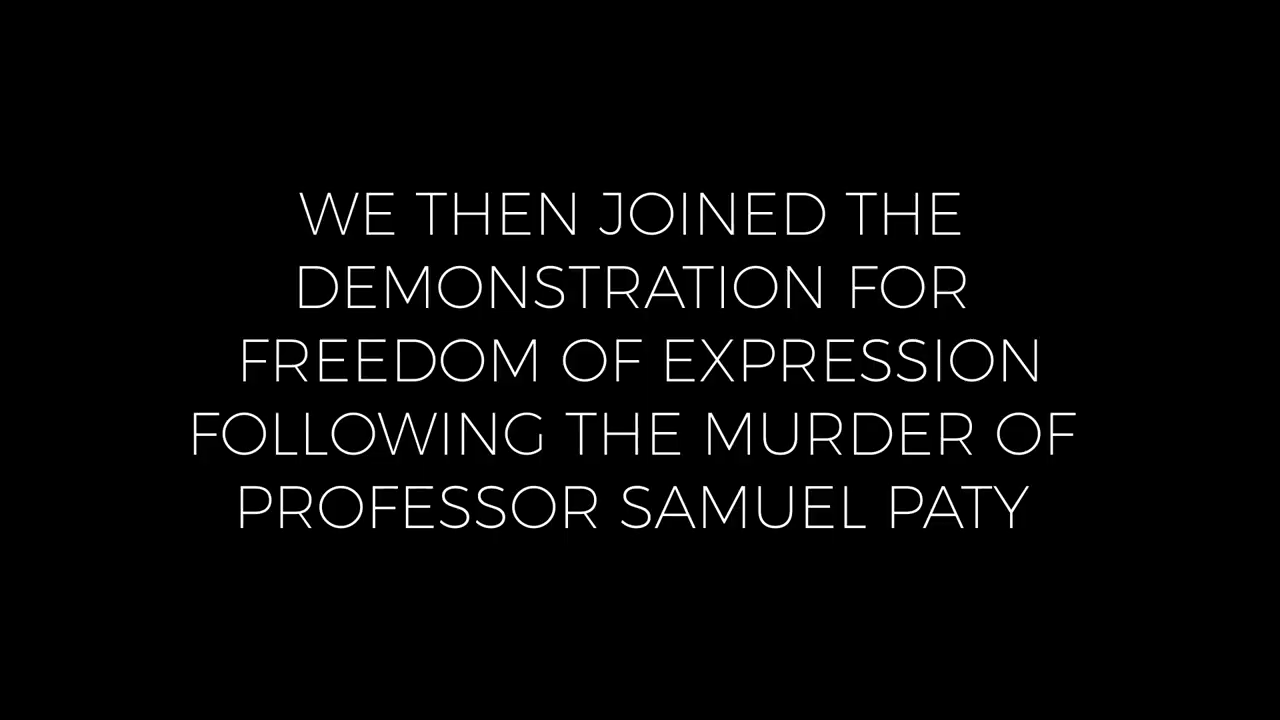 WE THEN JOINED THE
DEMONSTRATION FOR
FREEDOM OF EXPRESSION
FOLLOWING THE MURDER OF
PROFESSOR SAMUEL PATY